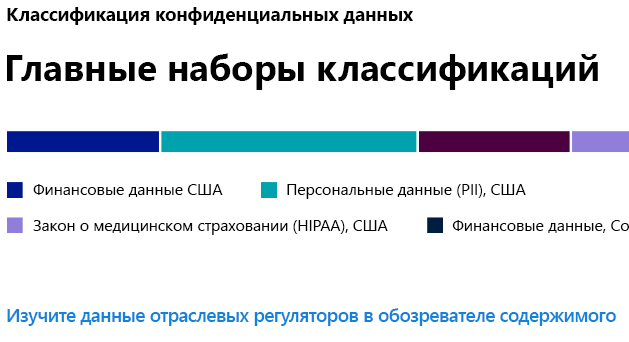 Классификация конфиденциальных данных
Главные наборы классификаций
Финансовые данные США
Персональные данные (PII), США
Закон о медицинском страховании (HIPAA), США
Финансовые данные,
Изучите данные отраслевых регуляторов в обозревателе содержимого